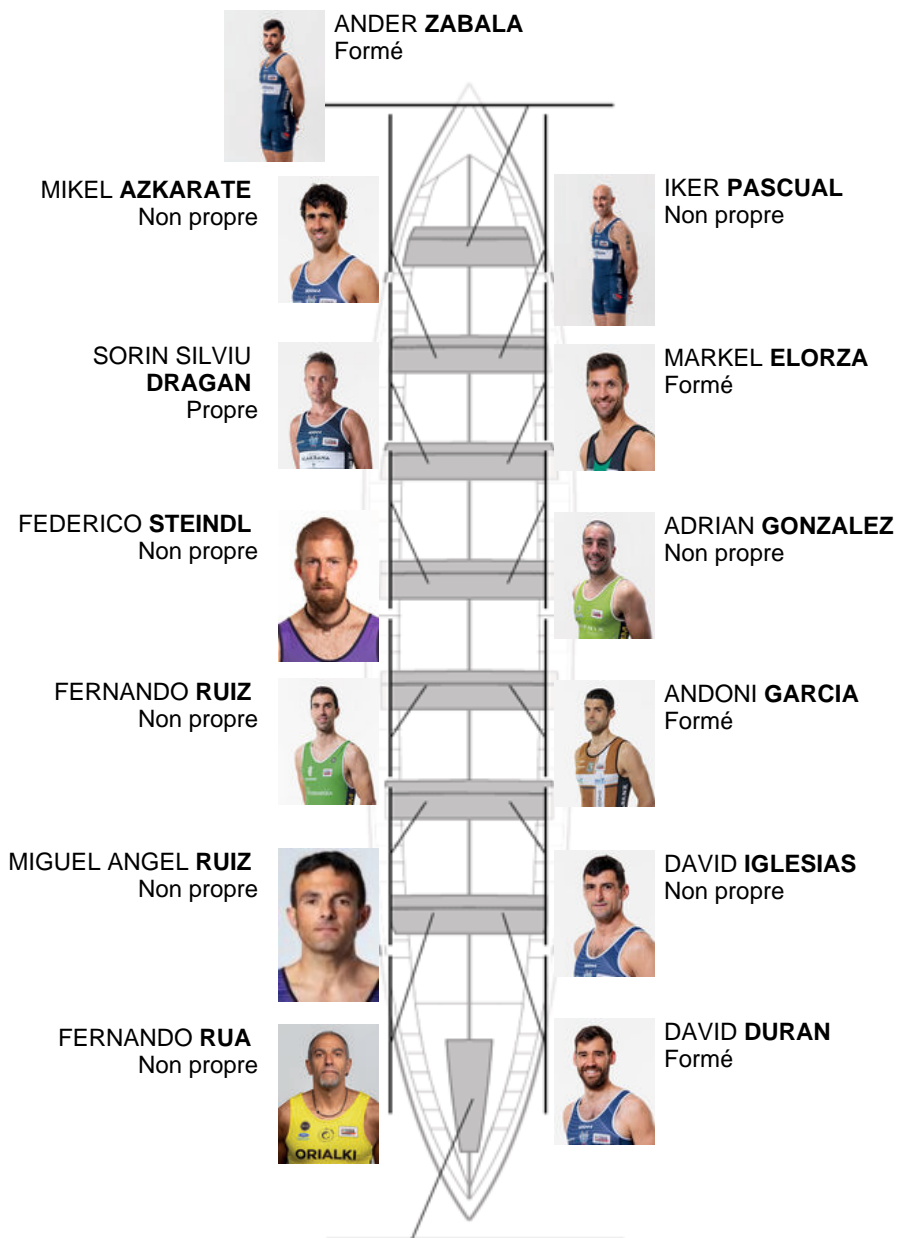 ANDER ZABALA
Formé
MIKEL AZKARATE
Non propre
IKER PASCUAL
Non propre
SORIN SILVIU
DRAGAN
Propre
MARKEL ELORZA
Formé
FEDERICO STEINDL
Non propre
ADRIAN GONZALEZ
Non propre
FERNANDO RUIZ
Non propre
ANDONI GARCIA
Formé
MIGUEL ANGEL RUIZ
Non propre
DAVID IGLESIAS
Non propre
FERNANDO RUA
Non propre
ORIALKI
DAVID DURAN
Formé